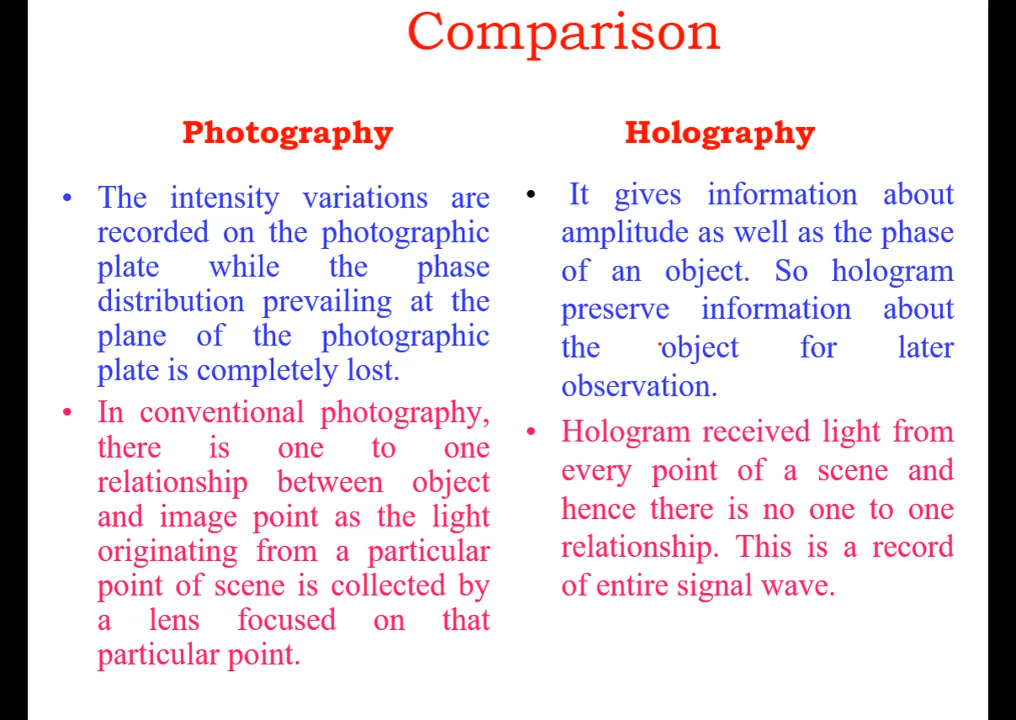 Comparison
Photography
• The intensity variations are
recorded on the photographic
plate while the phase
distribution prevailing at the
plane of the photographic
plate is completely lost.
• In conventional photography,
there is one to one
relationship between object
and image point as the light
originating from a particular
point of scene is collected by
a lens focused on that
particular point.
Holography
• It gives information about
amplitude as well as the phase
of an object. So hologram
preserve information about
the object for later
observation.
• Hologram received light from
every point of a scene and
hence there is no one to one
relationship. This is a record
of entire signal wave.